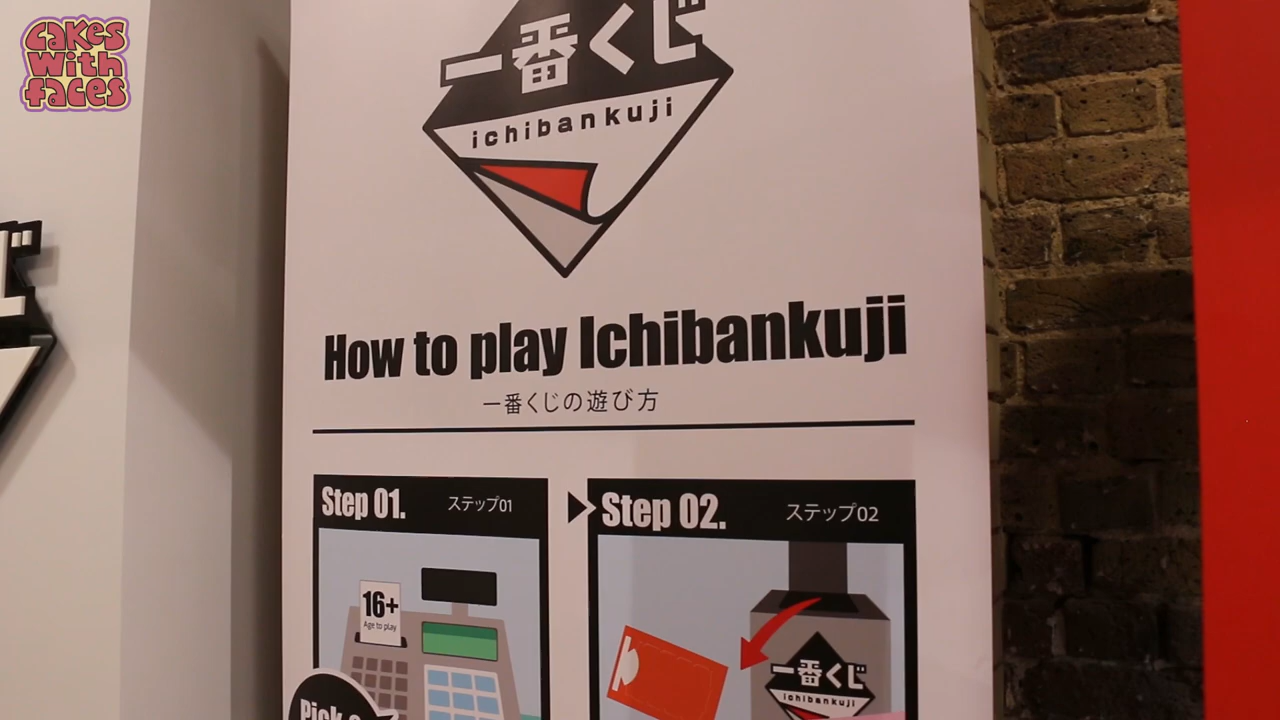 cakes
with
faces
一番くじ
ichibankuji
How to play Ichibankuji
一番くじの遊び方
Step 01. ステップ01
Step 02. ステップ02
16+
Age to play
一番くじ
ichibankuji
Pick